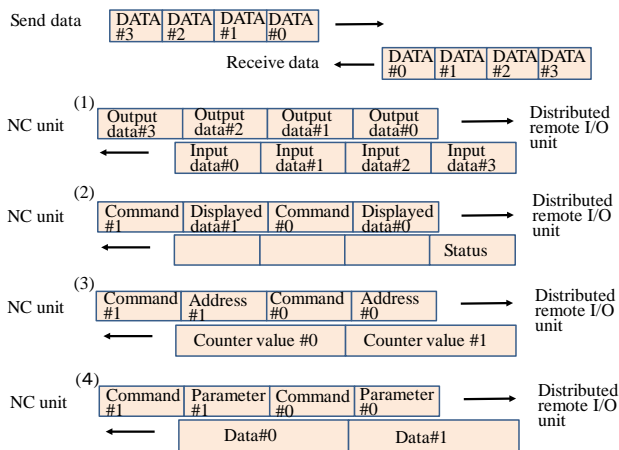 Send data
DATA DATA DATA DATA
#3 #2 #1 #0
Receive data
DATA DATA DATA DATA
#0 #1 #2 #3
(1)
NC unit
Output Output Output Output
data#3 data#2 data#1 data#0
Input Input Input Input
data#0 data#1 data#2 data#3
Distributed
remote I/O
unit
(2)
NC unit
Command Displayed Command Displayed
#1 data#1 #0 data#0
Status
Distributed
remote I/O
unit
(3)
NC unit
Command Address Command Address
#1 #1 #0 #0
Counter value #0 Counter value #1
Distributed
remote I/O
unit
(4)
NC unit
Command Parameter Command Parameter
#1 #1 #0 #0
Data#0 Data#1
Distributed
remote I/O
unit